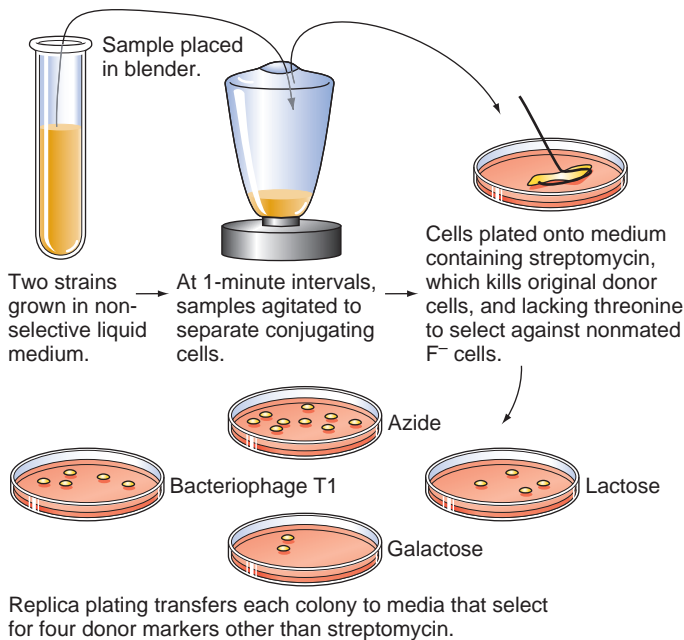 Sample placed
in blender.
Two strains
grown in non-
selective liquid
medium.
At 1-minute intervals,
samples agitated to
separate conjugating
cells.
Cells plated onto medium
containing streptomycin,
which kills original donor
cells, and lacking threonine
to select against nonmated
F⁻ cells.
Azide
Bacteriophage T1
Lactose
Galactose
Replica plating transfers each colony to media that select
for four donor markers other than streptomycin.